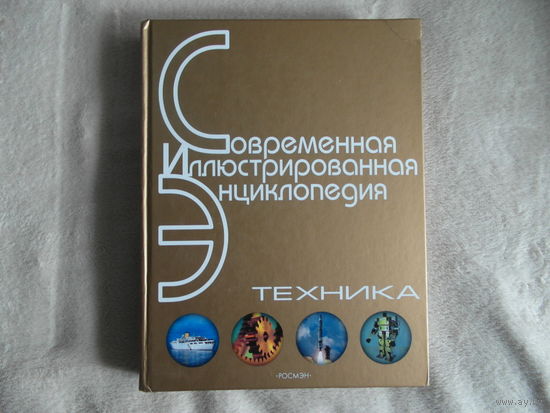 Современная
Иллюстрированная
Энциклопедия
ТЕХНИКА
«РОСМЭН»